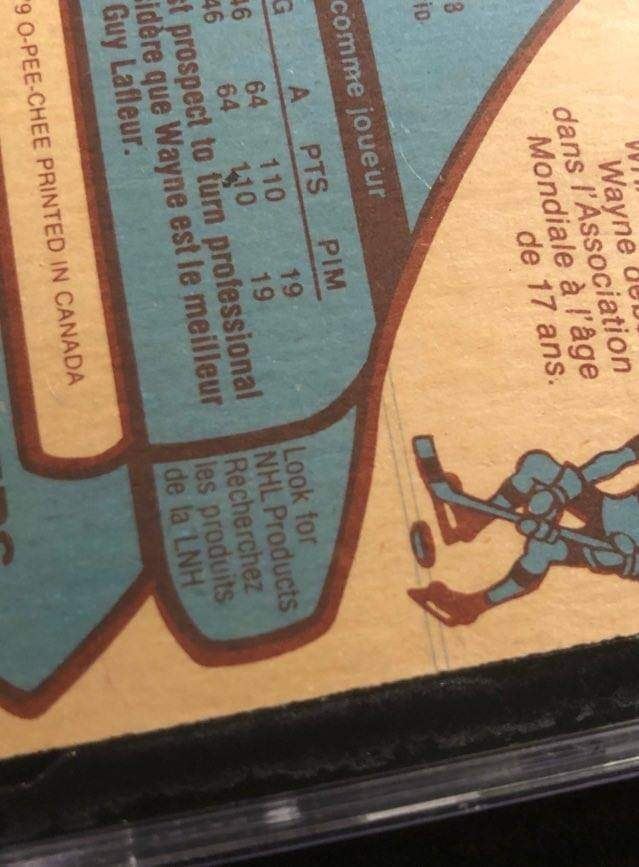 Wayne
dans l'Association
Mondiale à l'âge
de 17 ans.
comme joueur
G A PTS PIM
46 64 110 19
46 64 110 19
prospect to turn professional
que Wayne est le meilleur
Guy Lafleur.
Look for
NHL Products
Recherchez
les produits
de la LNH
O-PEE-CHEE PRINTED IN CANADA